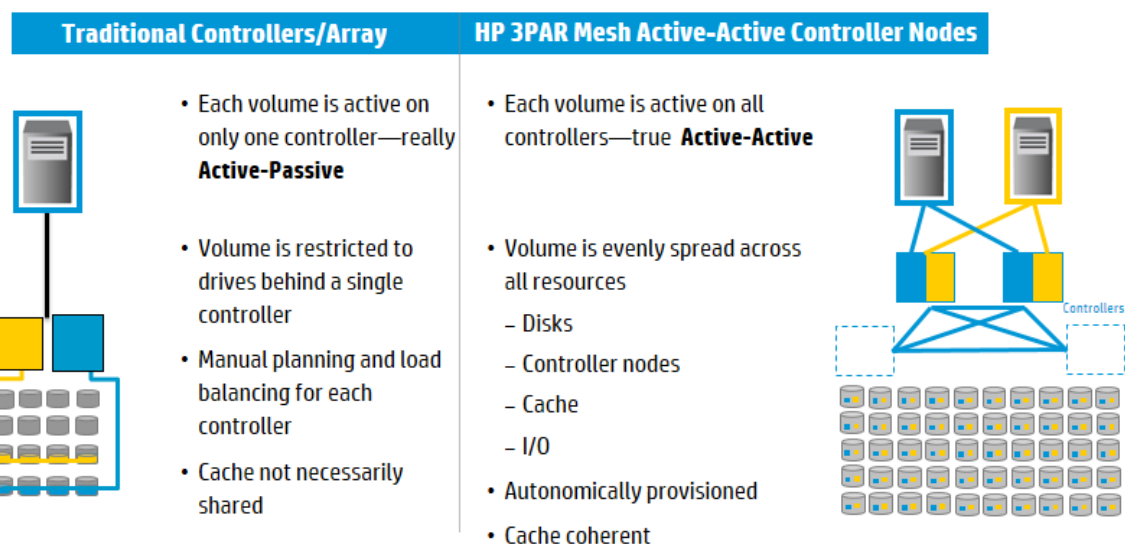 Traditional Controllers/Array
HP 3PAR Mesh Active-Active Controller Nodes
• Each volume is active on
only one controller—really
Active-Passive
• Volume is restricted to
drives behind a single
controller
• Manual planning and load
balancing for each
controller
• Cache not necessarily
shared
• Each volume is active on all
controllers—true Active-Active
• Volume is evenly spread across
all resources
– Disks
– Controller nodes
– Cache
– I/O
• Autonomically provisioned
• Cache coherent
Controllers